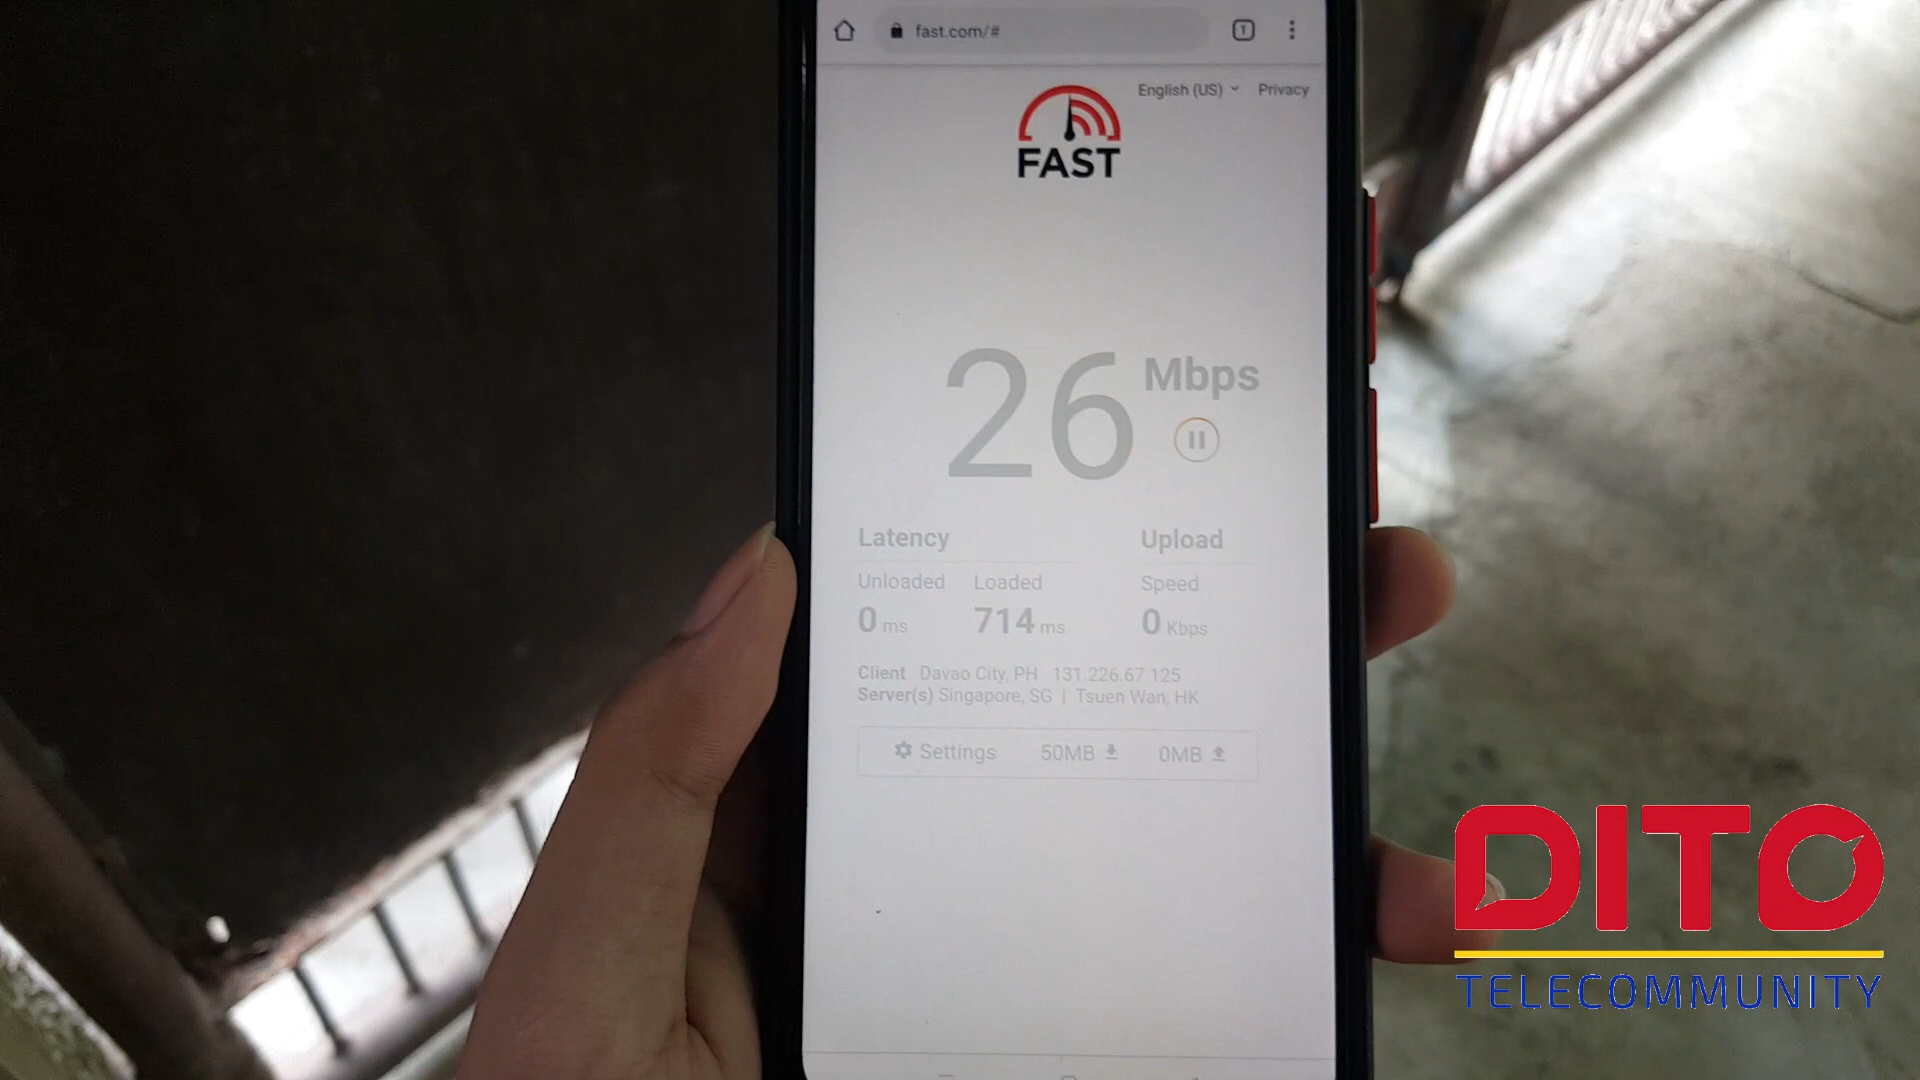 fast.com/#
1
English (US) Privacy
FAST
26 Mbps
Latency
Upload
Unloaded Loaded
Speed
0 ms 714 ms
0 Kbps
Client Davao City, PH 131.226.67.125
Server(s) Singapore, SG | Tsuen Wan, HK
Settings 50MB 0MB
DITO
TELECOMMUNITY